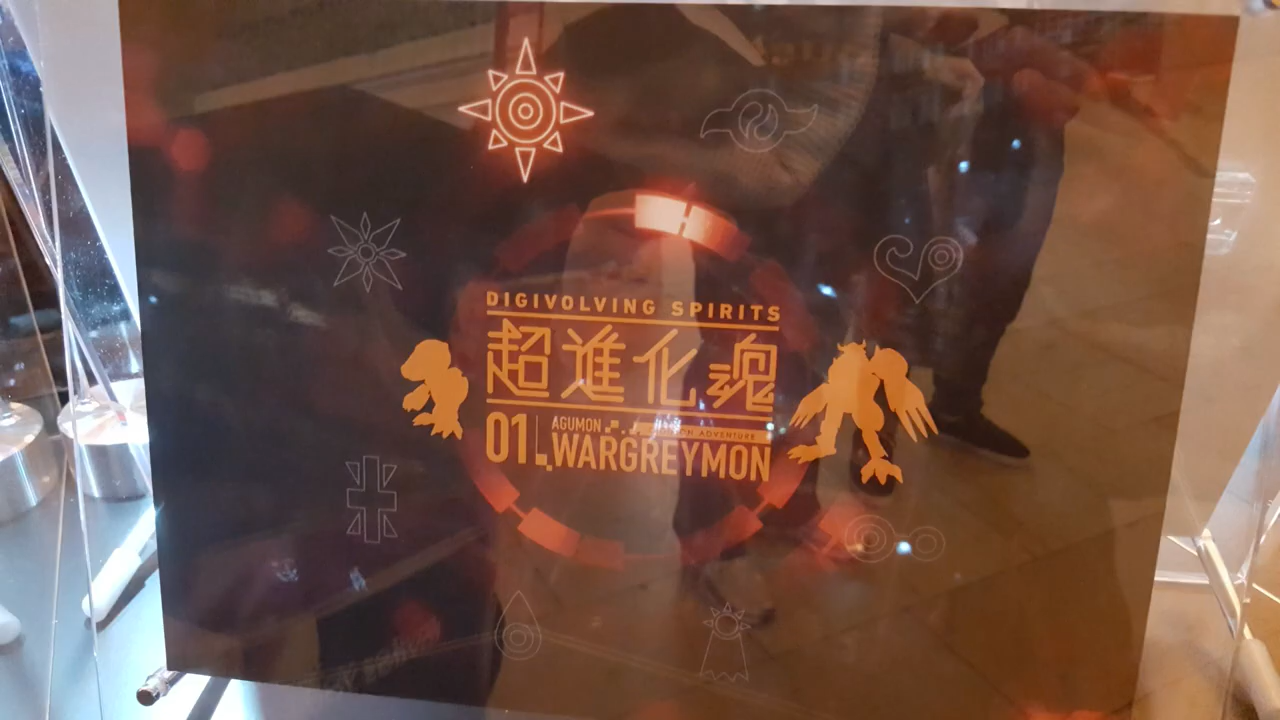 DIGIVOLVING SPIRITS
超進化魂
01
AGUMON
ADVENTURE
WARGREYMON